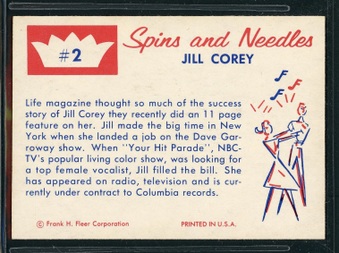 #2
Spins and Needles
JILL COREY
Life magazine thought so much of the success
story of Jill Corey they recently did an 11 page
feature on her. Jill made the big time in New
York when she landed a job on the Dave Gar-
roway show. When "Your Hit Parade", NBC-
TV's popular living color show, was looking for
a top female vocalist, Jill filled the bill. She
has appeared on radio, television and is cur-
rently under contract to Columbia records.
© Frank H. Fleer Corporation PRINTED IN U.S.A.